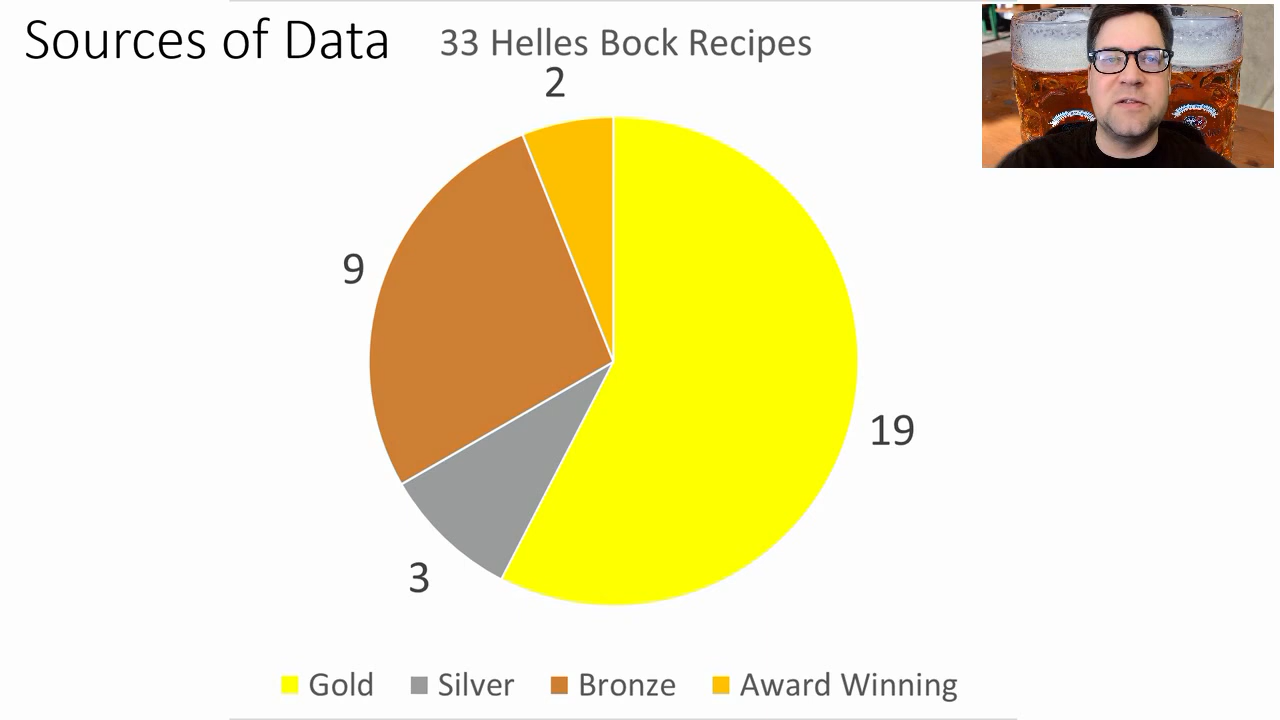 Sources of Data
33 Helles Bock Recipes
2
9
19
3
Gold Silver Bronze Award Winning